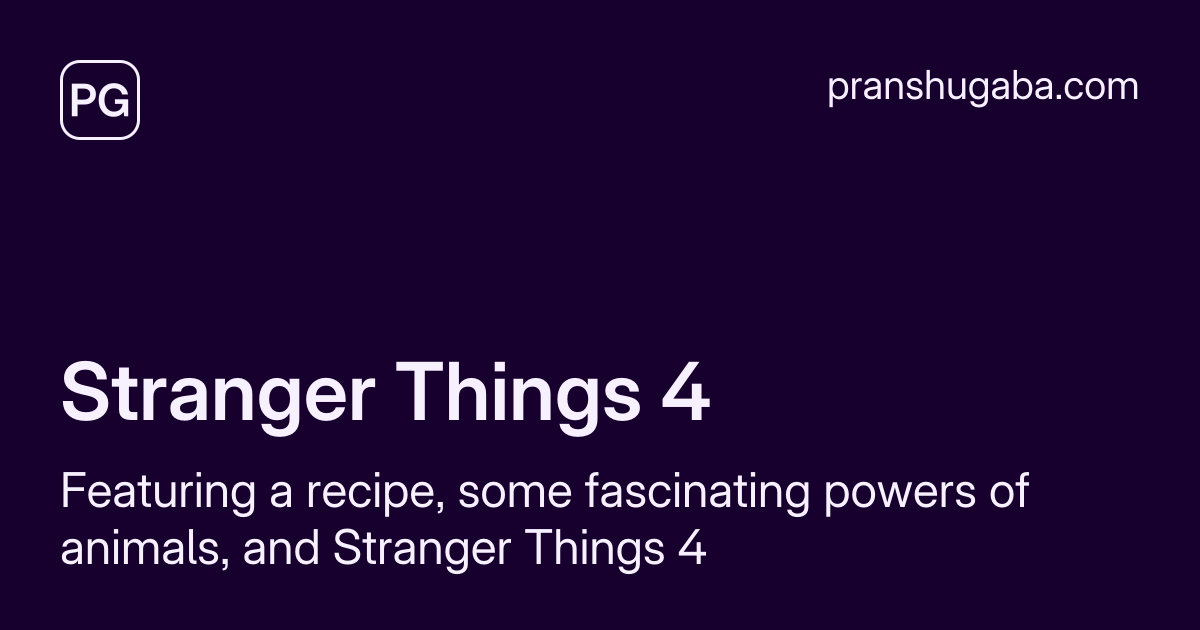 PG
pranshugaba.com
Stranger Things 4
Featuring a recipe, some fascinating powers of
animals, and Stranger Things 4